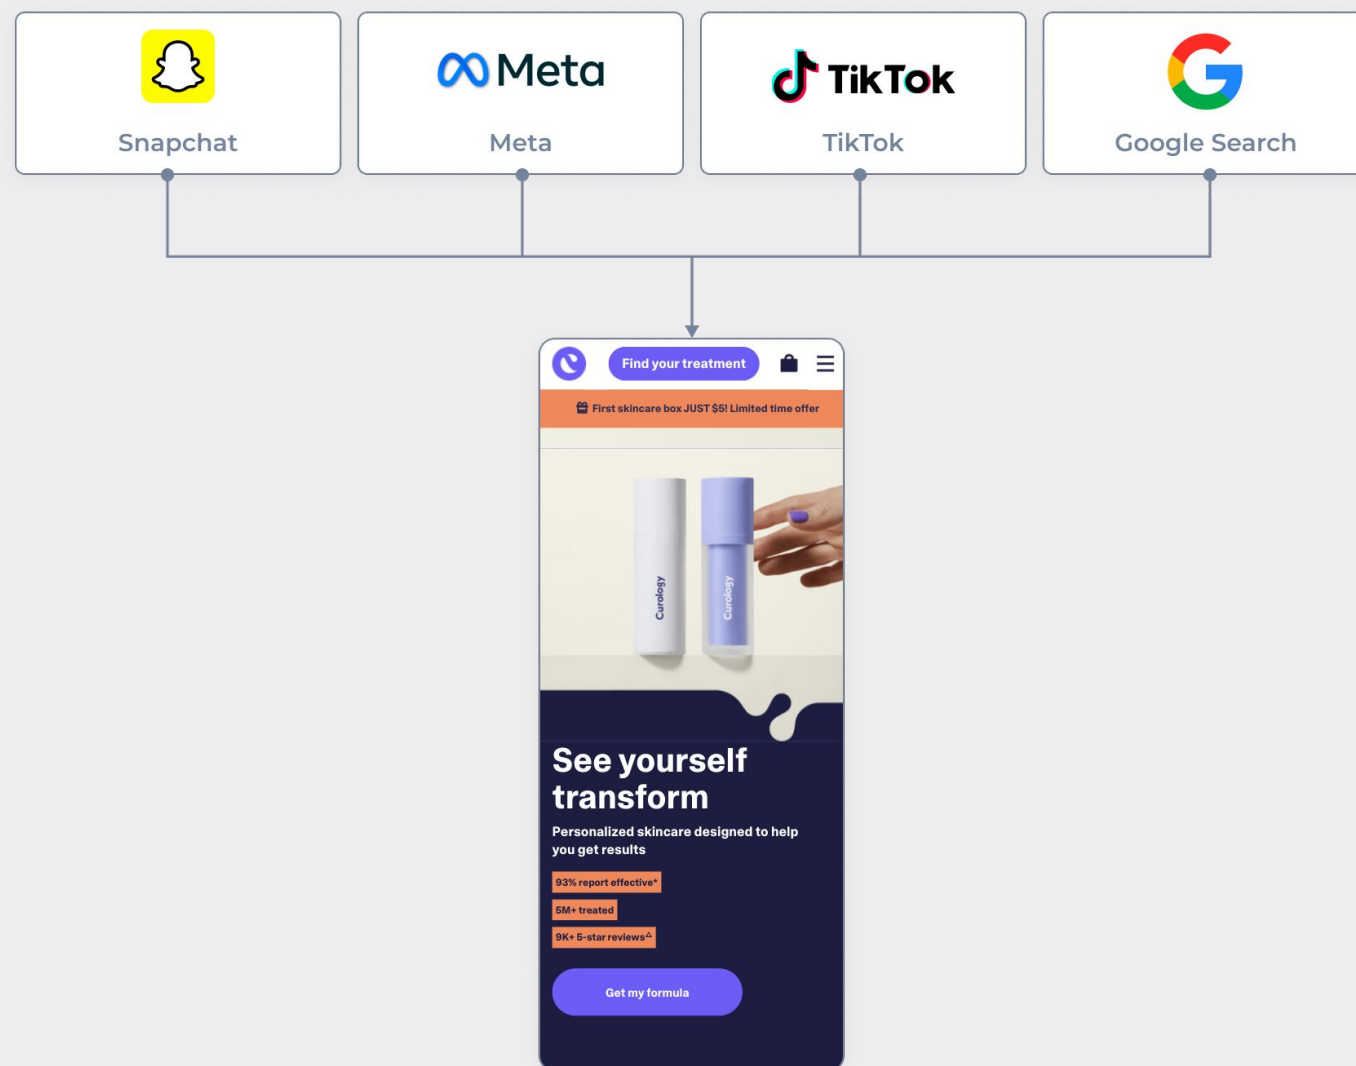 Meta
TikTok
Snapchat
Meta
TikTok
Google Search
Find your treatment
First skincare box JUST $5! Limited time offer
Curology
Curology
See yourself
transform
Personalized skincare designed to help
you get results
93% report effective*
5M+ treated
9K+ 5-star reviews△
Get my formula